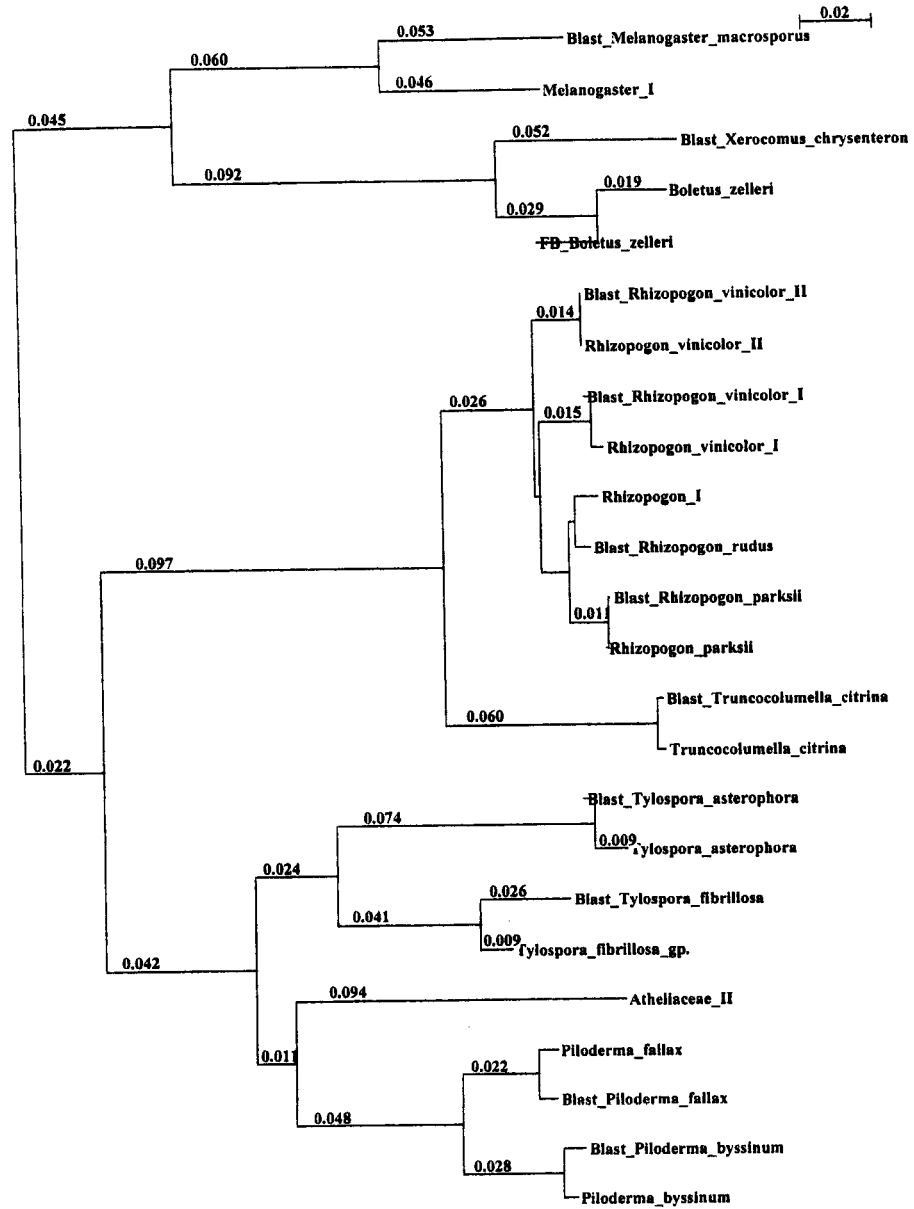 0.02
0.053
Blast_Melanogaster_macrosporus
0.060
0.046
Melanogaster_I
0.045
0.052
Blast_Xerocomus_chrysenteron
0.092
0.019
Boletus_zelleri
0.029
FB_Boletus_zelleri
Blast_Rhizopogon_vinicolor_II
0.014
Rhizopogon_vinicolor_II
Blast_Rhizopogon_vinicolor_I
0.026
0.015
Rhizopogon_vinicolor_I
Rhizopogon_I
Blast_Rhizopogon_rudus
0.097
Blast_Rhizopogon_parksii
0.011
Rhizopogon_parksii
Blast_Truncocolumella_citrina
0.060
Truncocolumella_citrina
0.022
Blast_Tylospora_asterophora
0.074
0.009
Tylospora_asterophora
0.024
0.026
Blast_Tylospora_fibrillosa
0.041
0.009
Tylospora_fibrillosa_gp.
0.042
0.094
Atheliaceae_II
0.011
Piloderma_fallax
0.022
Blast_Piloderma_fallax
0.048
Blast_Piloderma_byssinum
0.028
Piloderma_byssinum